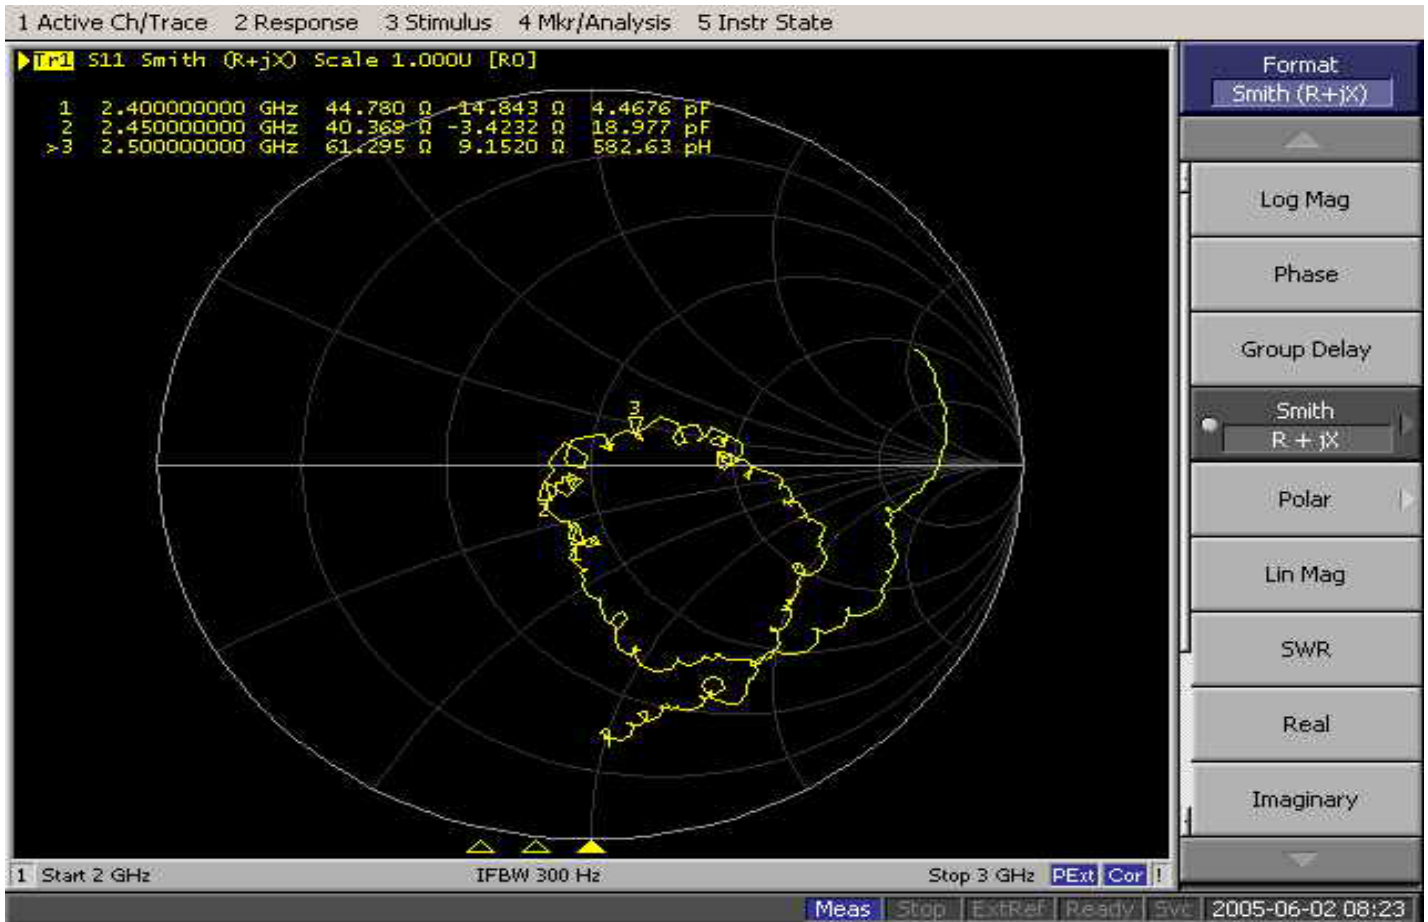 1 Active Ch/Trace 2 Response 3 Stimulus 4 Mkr/Analysis 5 Instr State
Tr1 S11 Smith (R+jX) Scale 1.000U [R0]
1 2.400000000 GHz 44.780 Ω -14.843 Ω 4.4676 pF
2 2.450000000 GHz 40.369 Ω -3.4232 Ω 18.977 pF
>3 2.500000000 GHz 61.295 Ω 9.1520 Ω 582.63 pH
3
2
1
Format
Smith (R+jX)
Log Mag
Phase
Group Delay
Smith
R + jX
Polar
Lin Mag
SWR
Real
Imaginary
1 Start 2 GHz IFBW 300 Hz Stop 3 GHz PExt Cor !
Meas Stop ExtRef Ready Svc 2005-06-02 08:23